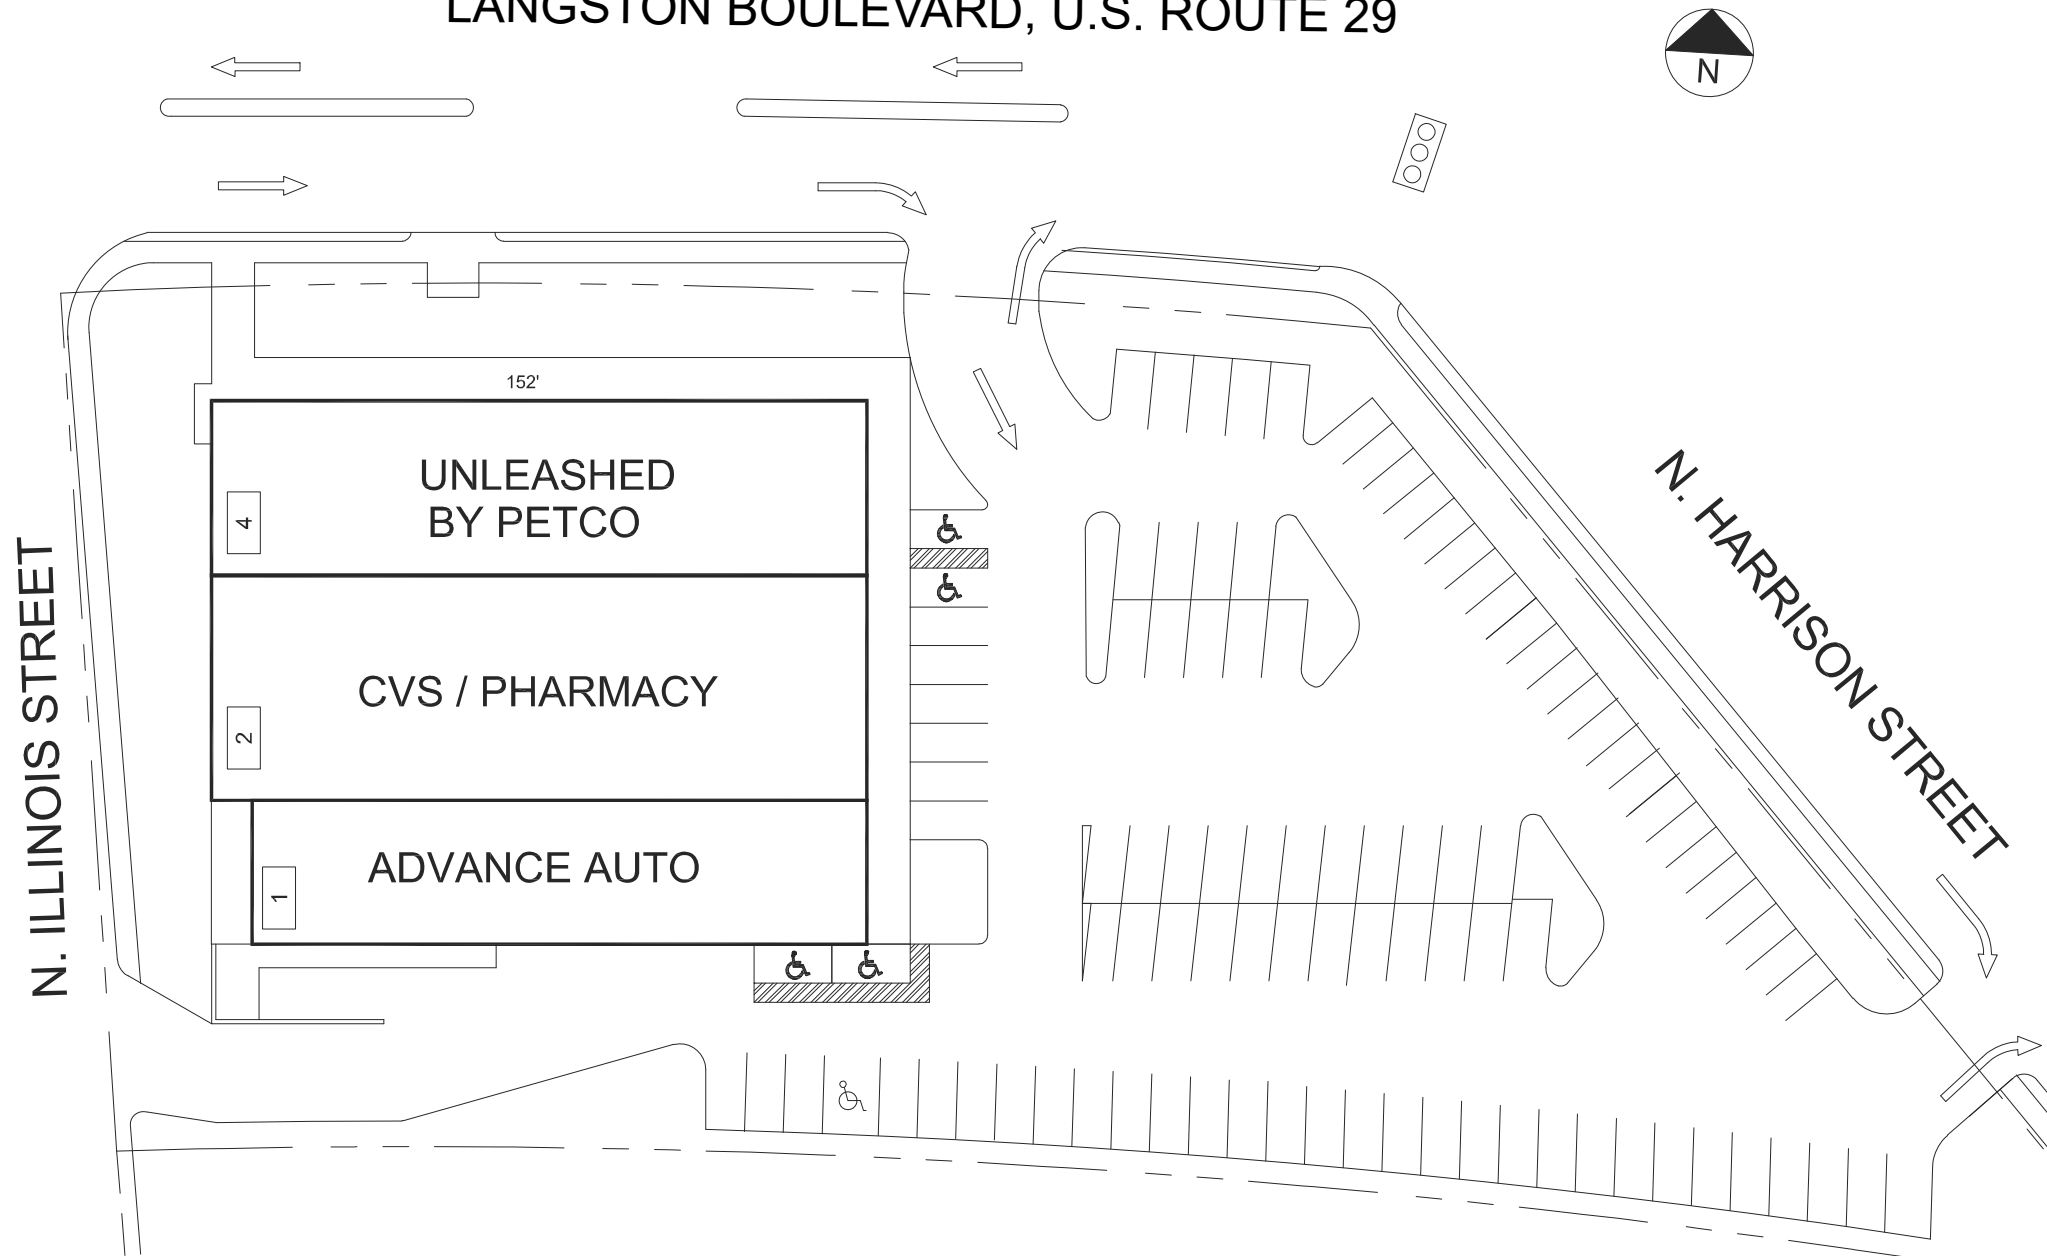 LANGSTON BOULEVARD, U.S. ROUTE 29
N
152'
UNLEASHED
BY PETCO
4
CVS / PHARMACY
2
ADVANCE AUTO
1
N. ILLINOIS STREET
N. HARRISON STREET